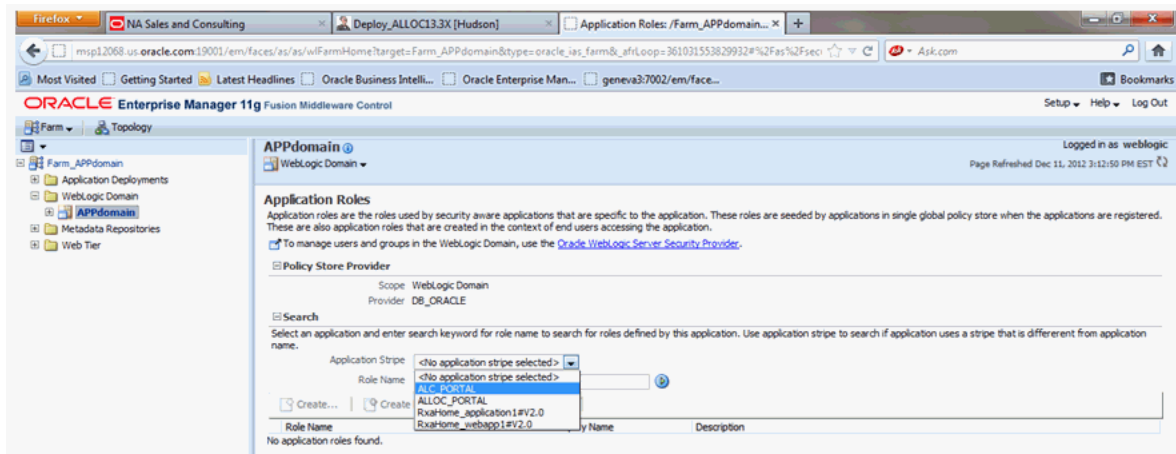 Firefox
NA Sales and Consulting
Deploy_ALLOC13.3X [Hudson]
Application Roles: /Farm_APPdomain...
msp12068.us.oracle.com:19001/em/faces/as/as/wlFarmHome?target=Farm_APPdomain&type=oracle_ias_farm&_afrLoop=361031553829932#%2Fas%2Fsec
Ask.com
Most Visited Getting Started Latest Headlines Oracle Business Intelli... Oracle Enterprise Man... geneva3:7002/em/face... Bookmarks
ORACLE Enterprise Manager 11g Fusion Middleware Control Setup Help Log Out
Farm Topology
Farm_APPdomain
Application Deployments
WebLogic Domain
APPdomain
Metadata Repositories
Web Tier
APPdomain Logged in as weblogic
WebLogic Domain Page Refreshed Dec 11, 2012 3:12:50 PM EST
Application Roles
Application roles are the roles used by security aware applications that are specific to the application. These roles are seeded by applications in single global policy store when the applications are registered.
These are also application roles that are created in the context of end users accessing the application.
To manage users and groups in the WebLogic Domain, use the Oracle WebLogic Server Security Provider.
Policy Store Provider
Scope WebLogic Domain
Provider DB_ORACLE
Search
Select an application and enter search keyword for role name to search for roles defined by this application. Use application stripe to search if application uses a stripe that is differerent from application
name.
Application Stripe <No application stripe selected>
Role Name
<No application stripe selected>
ALC_PORTAL
ALLOC_PORTAL
RxaHome_application1#V2.0
RxaHome_webapp1#V2.0
Create... Create
Role Name y Name Description
No application roles found.